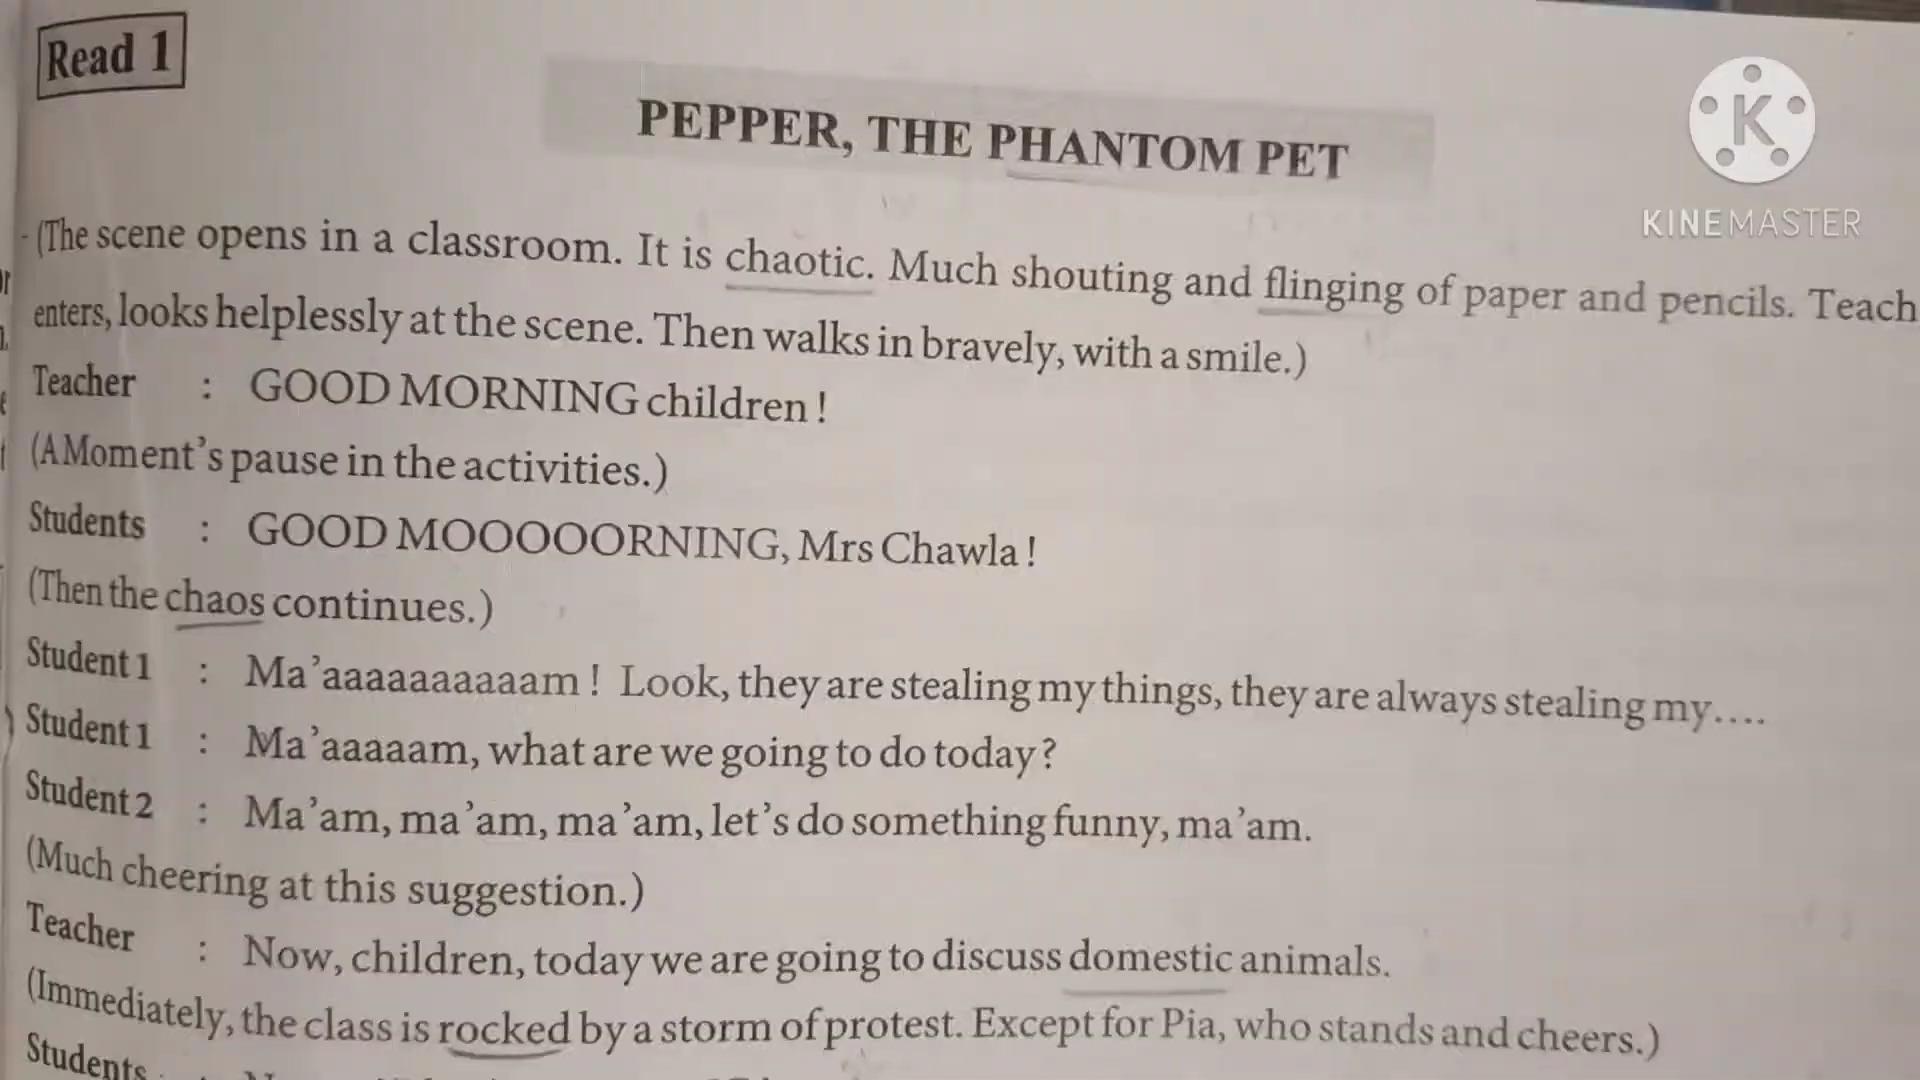 Read 1
KINEMASTER
PEPPER, THE PHANTOM PET
(The scene opens in a classroom. It is chaotic. Much shouting and flinging of paper and pencils. Teach
enters, looks helplessly at the scene. Then walks in bravely, with a smile.)
Teacher : GOOD MORNING children !
(A Moment's pause in the activities.)
Students : GOOD MOOOOORNING, Mrs Chawla !
(Then the chaos continues.)
Student 1 : Ma'aaaaaaaaaam ! Look, they are stealing my things, they are always stealing my....
Student 1 : Ma'aaaaam, what are we going to do today?
Student 2 : Ma'am, ma'am, ma'am, let's do something funny, ma'am.
(Much cheering at this suggestion.)
Teacher : Now, children, today we are going to discuss domestic animals.
(Immediately, the class is rocked by a storm of protest. Except for Pia, who stands and cheers.)
Students